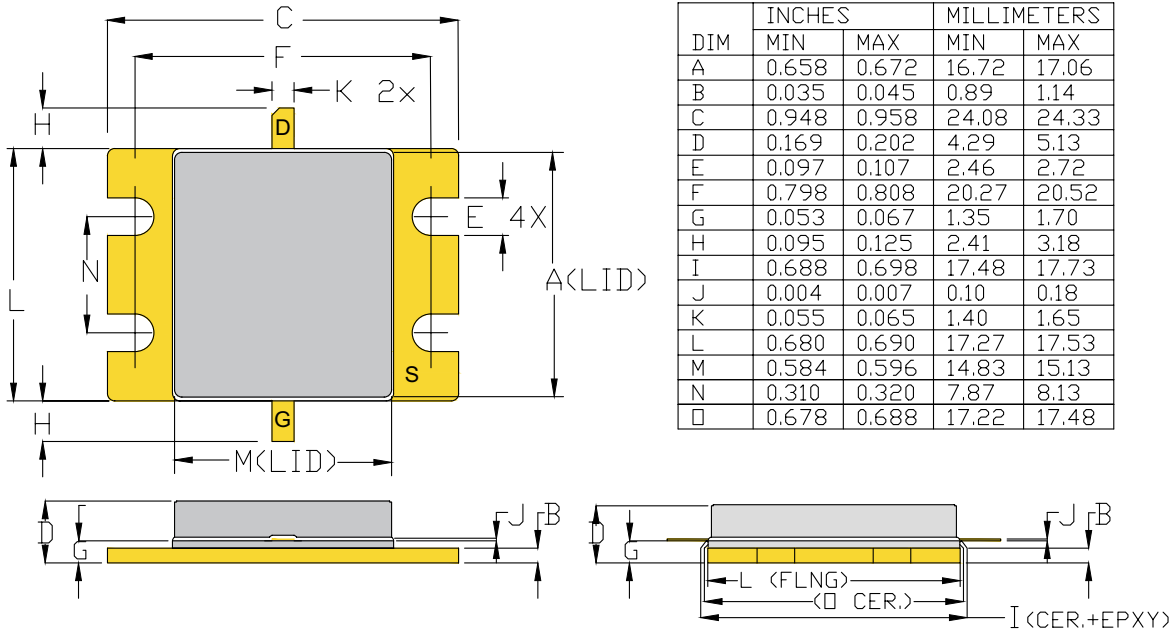 C
F
K 2x
H
D
E 4X
N
L
A(LID)
S
H
G
M(LID)
INCHES MILLIMETERS
DIM MIN MAX MIN MAX
A 0.658 0.672 16.72 17.06
B 0.035 0.045 0.89 1.14
C 0.948 0.958 24.08 24.33
D 0.169 0.202 4.29 5.13
E 0.097 0.107 2.46 2.72
F 0.798 0.808 20.27 20.52
G 0.053 0.067 1.35 1.70
H 0.095 0.125 2.41 3.18
I 0.688 0.698 17.48 17.73
J 0.004 0.007 0.10 0.18
K 0.055 0.065 1.40 1.65
L 0.680 0.690 17.27 17.53
M 0.584 0.596 14.83 15.13
N 0.310 0.320 7.87 8.13
O 0.678 0.688 17.22 17.48
D
G
J
B
D
G
J
B
L (FLNG)
(O CER.)
I(CER.+EPXY)